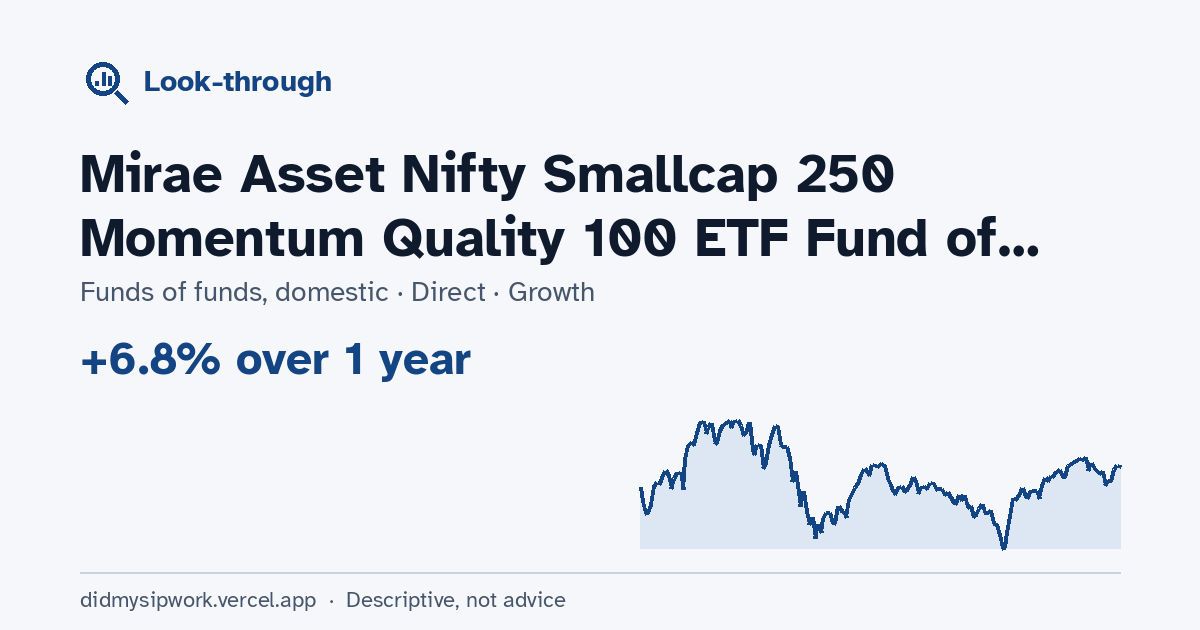 Look-through
Mirae Asset Nifty Smallcap 250
Momentum Quality 100 ETF Fund of...
Funds of funds, domestic · Direct · Growth
+6.8% over 1 year
didmysipwork.vercel.app · Descriptive, not advice